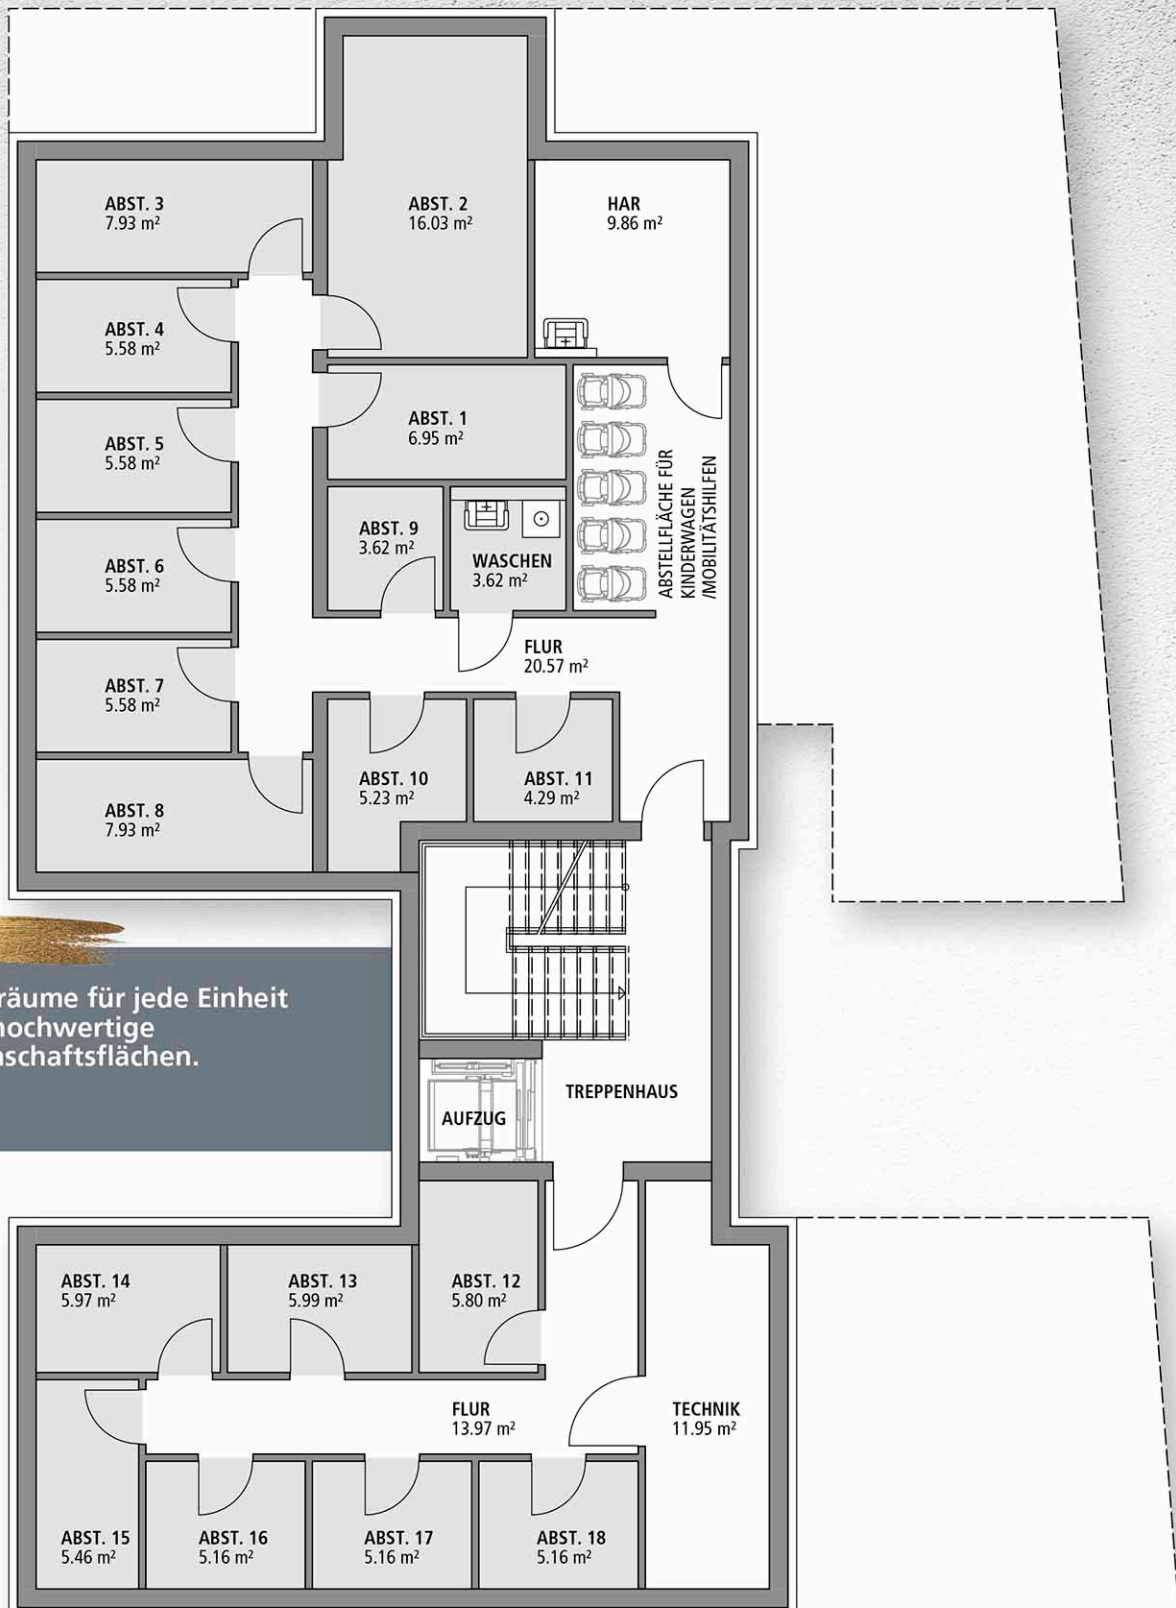 ABST. 3
7.93 m²
ABST. 2
16.03 m²
HAR
9.86 m²
ABST. 4
5.58 m²
ABST. 1
6.95 m²
ABST. 5
5.58 m²
ABSTELLFLÄCHE FÜR
KINDERWAGEN
/MOBILITÄTSHILFEN
ABST. 9
3.62 m²
WASCHEN
3.62 m²
ABST. 6
5.58 m²
FLUR
20.57 m²
ABST. 7
5.58 m²
ABST. 10
5.23 m²
ABST. 11
4.29 m²
ABST. 8
7.93 m²
räume für jede Einheit
hochwertige
schaftsflächen.
TREPPENHAUS
AUFZUG
ABST. 14
5.97 m²
ABST. 13
5.99 m²
ABST. 12
5.80 m²
FLUR
13.97 m²
TECHNIK
11.95 m²
ABST. 15
5.46 m²
ABST. 16
5.16 m²
ABST. 17
5.16 m²
ABST. 18
5.16 m²